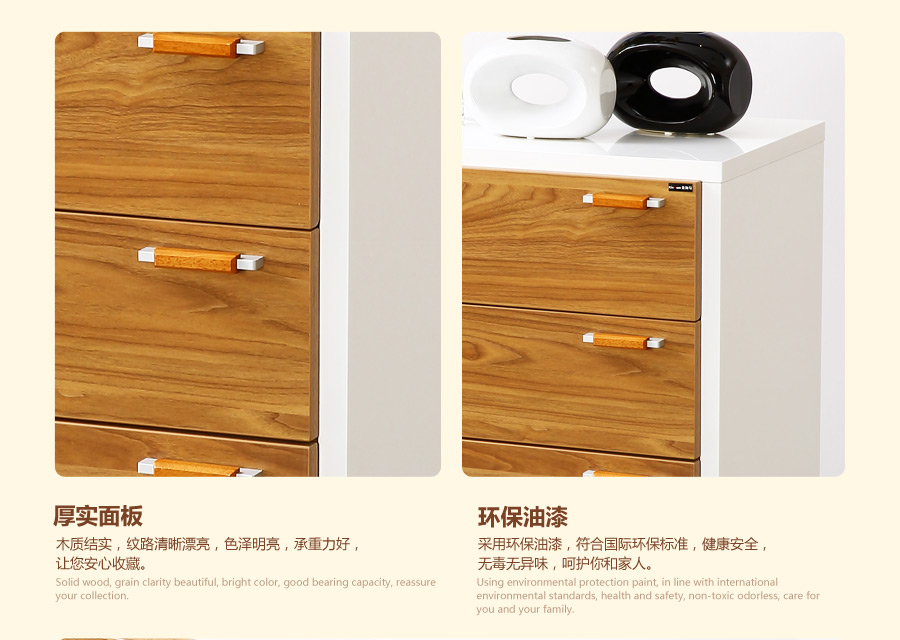 厚实面板
木质结实，纹路清晰漂亮，色泽明亮，承重力好，
让您安心收藏。
Solid wood, grain clarity beautiful, bright color, good bearing capacity, reassure
your collection.
环保油漆
采用环保油漆，符合国际环保标准，健康安全，
无毒无异味，呵护你和家人。
Using environmental protection paint, in line with international
environmental standards, health and safety, non-toxic odorless, care for
you and your family.